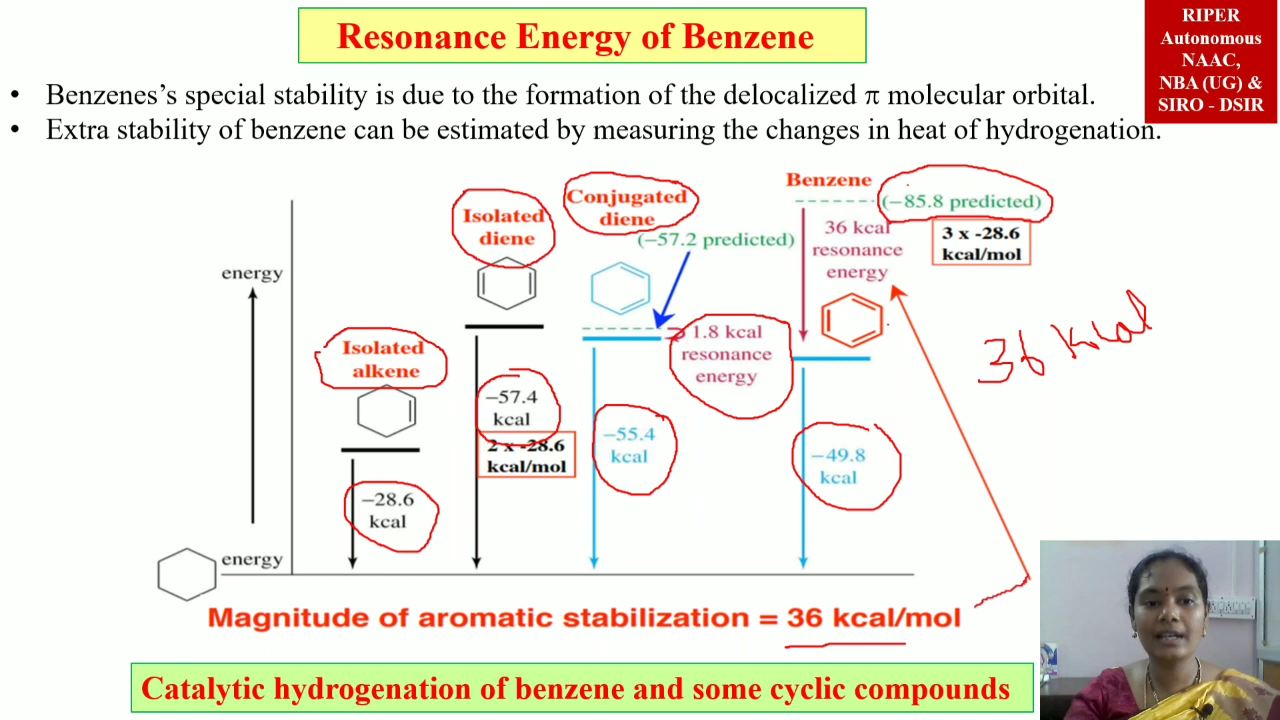 Resonance Energy of Benzene
RIPER
Autonomous
NAAC,
NBA (UG) &
SIRO - DSIR
• Benzenes’s special stability is due to the formation of the delocalized π molecular orbital.
• Extra stability of benzene can be estimated by measuring the changes in heat of hydrogenation.
energy
energy
Isolated
alkene
−28.6
kcal
Isolated
diene
−57.4
kcal
2 x -28.6
kcal/mol
Conjugated
diene
(−57.2 predicted)
1.8 kcal
resonance
energy
−55.4
kcal
Benzene
(−85.8 predicted)
36 kcal
resonance
energy
3 x -28.6
kcal/mol
−49.8
kcal
36 kcal
Magnitude of aromatic stabilization = 36 kcal/mol
Catalytic hydrogenation of benzene and some cyclic compounds